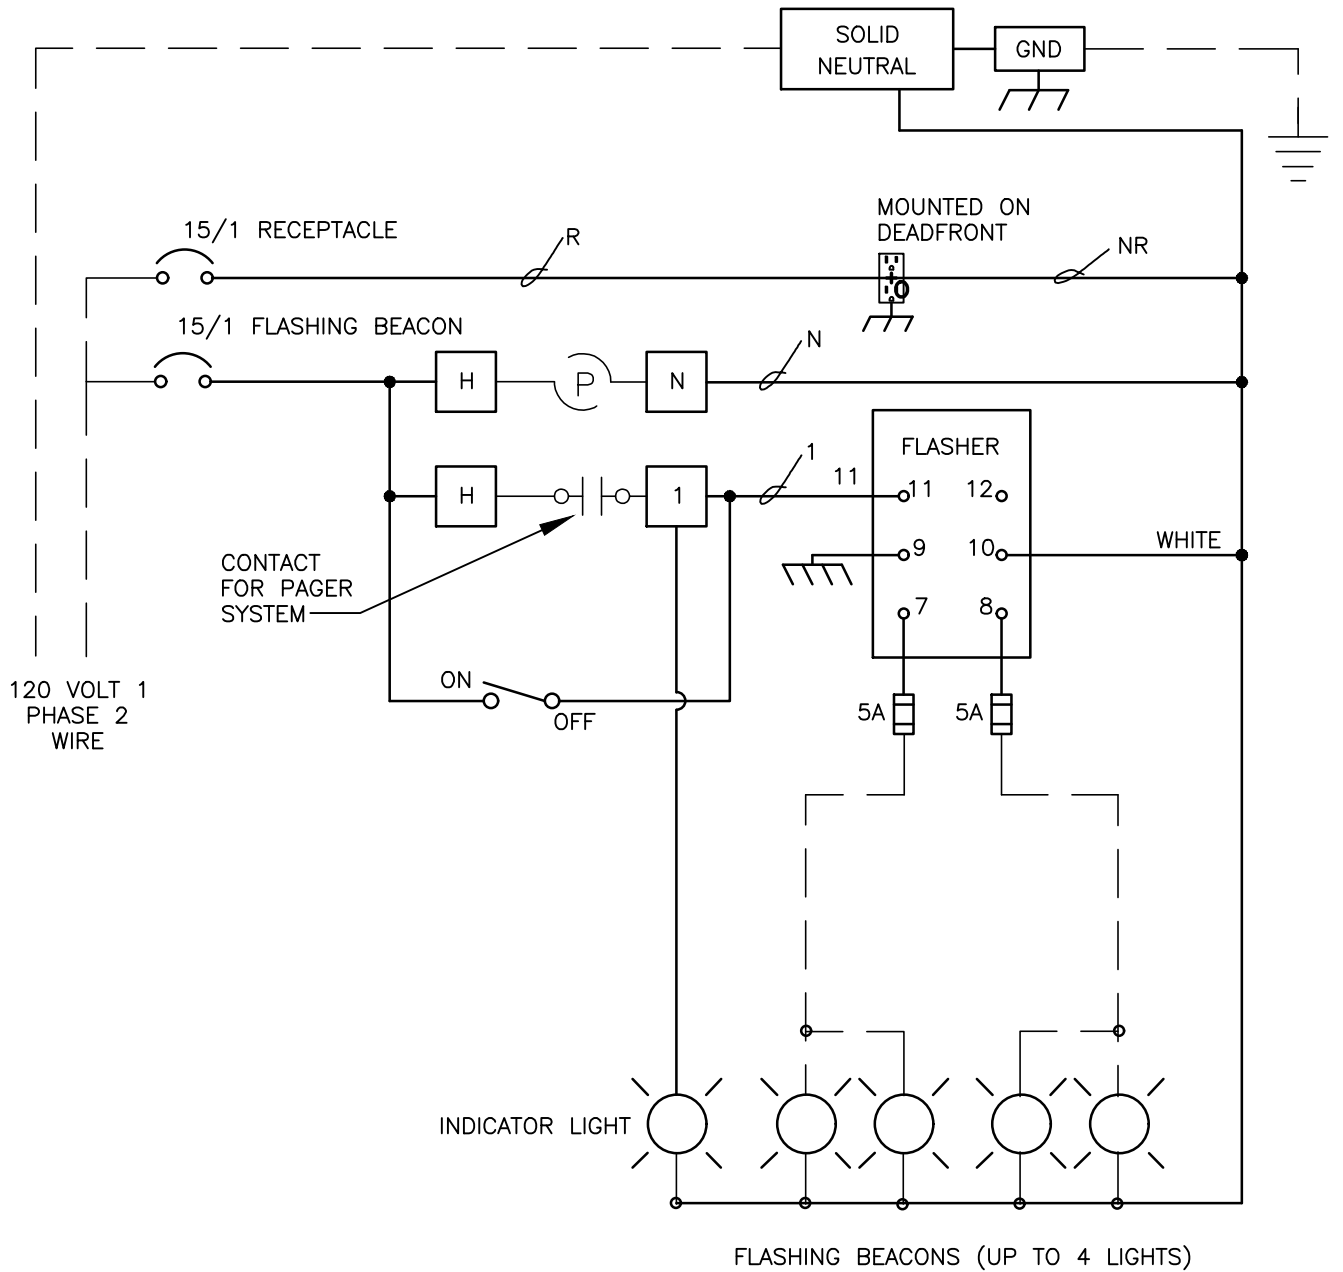 SOLID
NEUTRAL
GND
15/1 RECEPTACLE
R
MOUNTED ON
DEADFRONT
NR
15/1 FLASHING BEACON
H
P
N
N
FLASHER
H
1
1
11
11
12
9
10
WHITE
7
8
CONTACT
FOR PAGER
SYSTEM
120 VOLT 1
PHASE 2
WIRE
ON
OFF
5A
5A
INDICATOR LIGHT
FLASHING BEACONS (UP TO 4 LIGHTS)